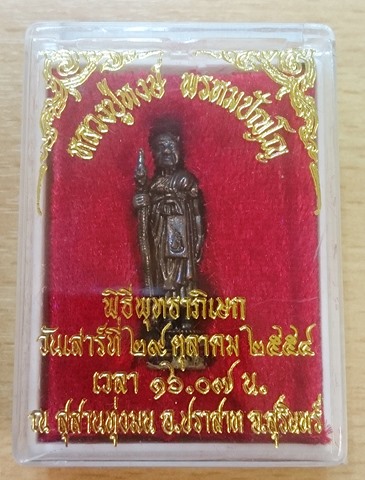 หลวงปู่หงษ์ พรหมปัญโญ
พิธีพุทธาภิเษก
วันเสาร์ที่ ๒๙ ตุลาคม ๒๕๕๔
เวลา ๑๖.๐๗ น.
ณ สุสานทุ่งมน อ.ปราสาท จ.สุรินทร์